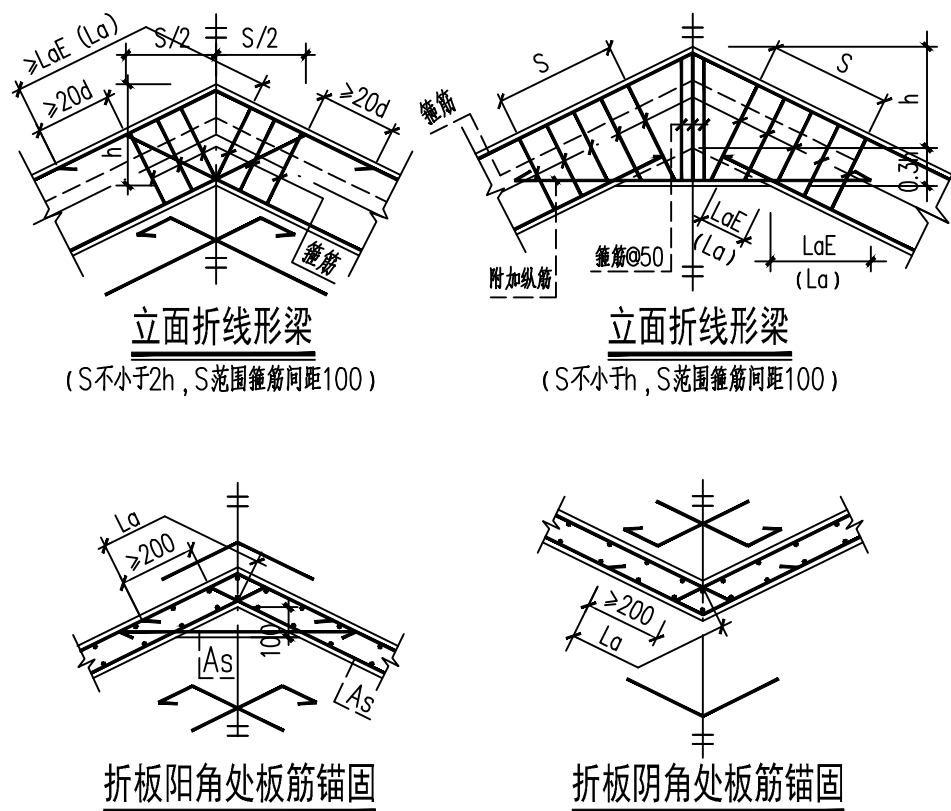 ≥LaE (La)
S/2
S/2
≥20d
≥20d
h
箍筋
立面折线形梁
(S不小于2h,S范围箍筋间距100)
S
S
箍筋
h
0.3h
LaE
(La)
LaE
(La)
附加纵筋
箍筋@50
立面折线形梁
(S不小于h,S范围箍筋间距100)
La
≥200
100
As
As
折板阳角处板筋锚固
≥200
La
折板阴角处板筋锚固